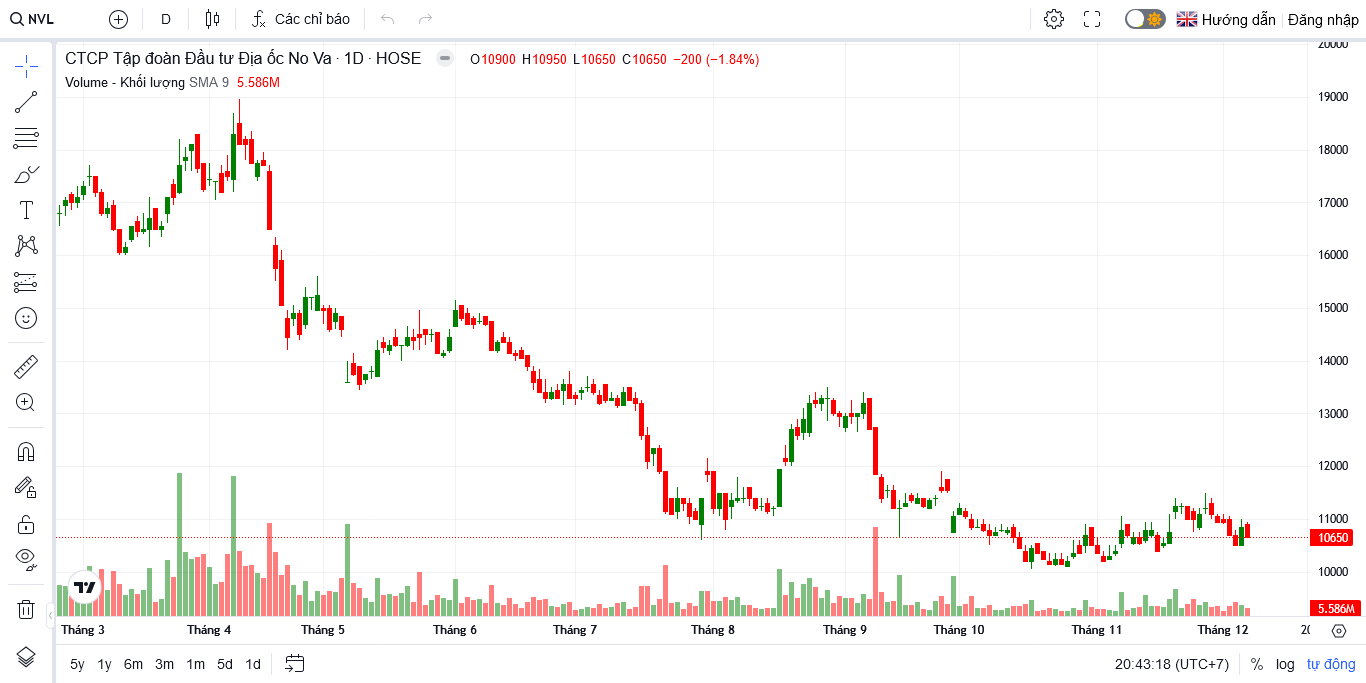 NVL D Các chỉ báo Hướng dẫn Đăng nhập
CTCP Tập đoàn Đầu tư Địa ốc No Va · 1D · HOSE O10900 H10950 L10650 C10650 −200 (−1.84%)
Volume - Khối lượng SMA 9 5.586M
20000
19000
18000
17000
16000
15000
14000
13000
12000
11000
10650
10000
5.586M
Tháng 3 Tháng 4 Tháng 5 Tháng 6 Tháng 7 Tháng 8 Tháng 9 Tháng 10 Tháng 11 Tháng 12
5y 1y 6m 3m 1m 5d 1d 20:43:18 (UTC+7) % log tự động